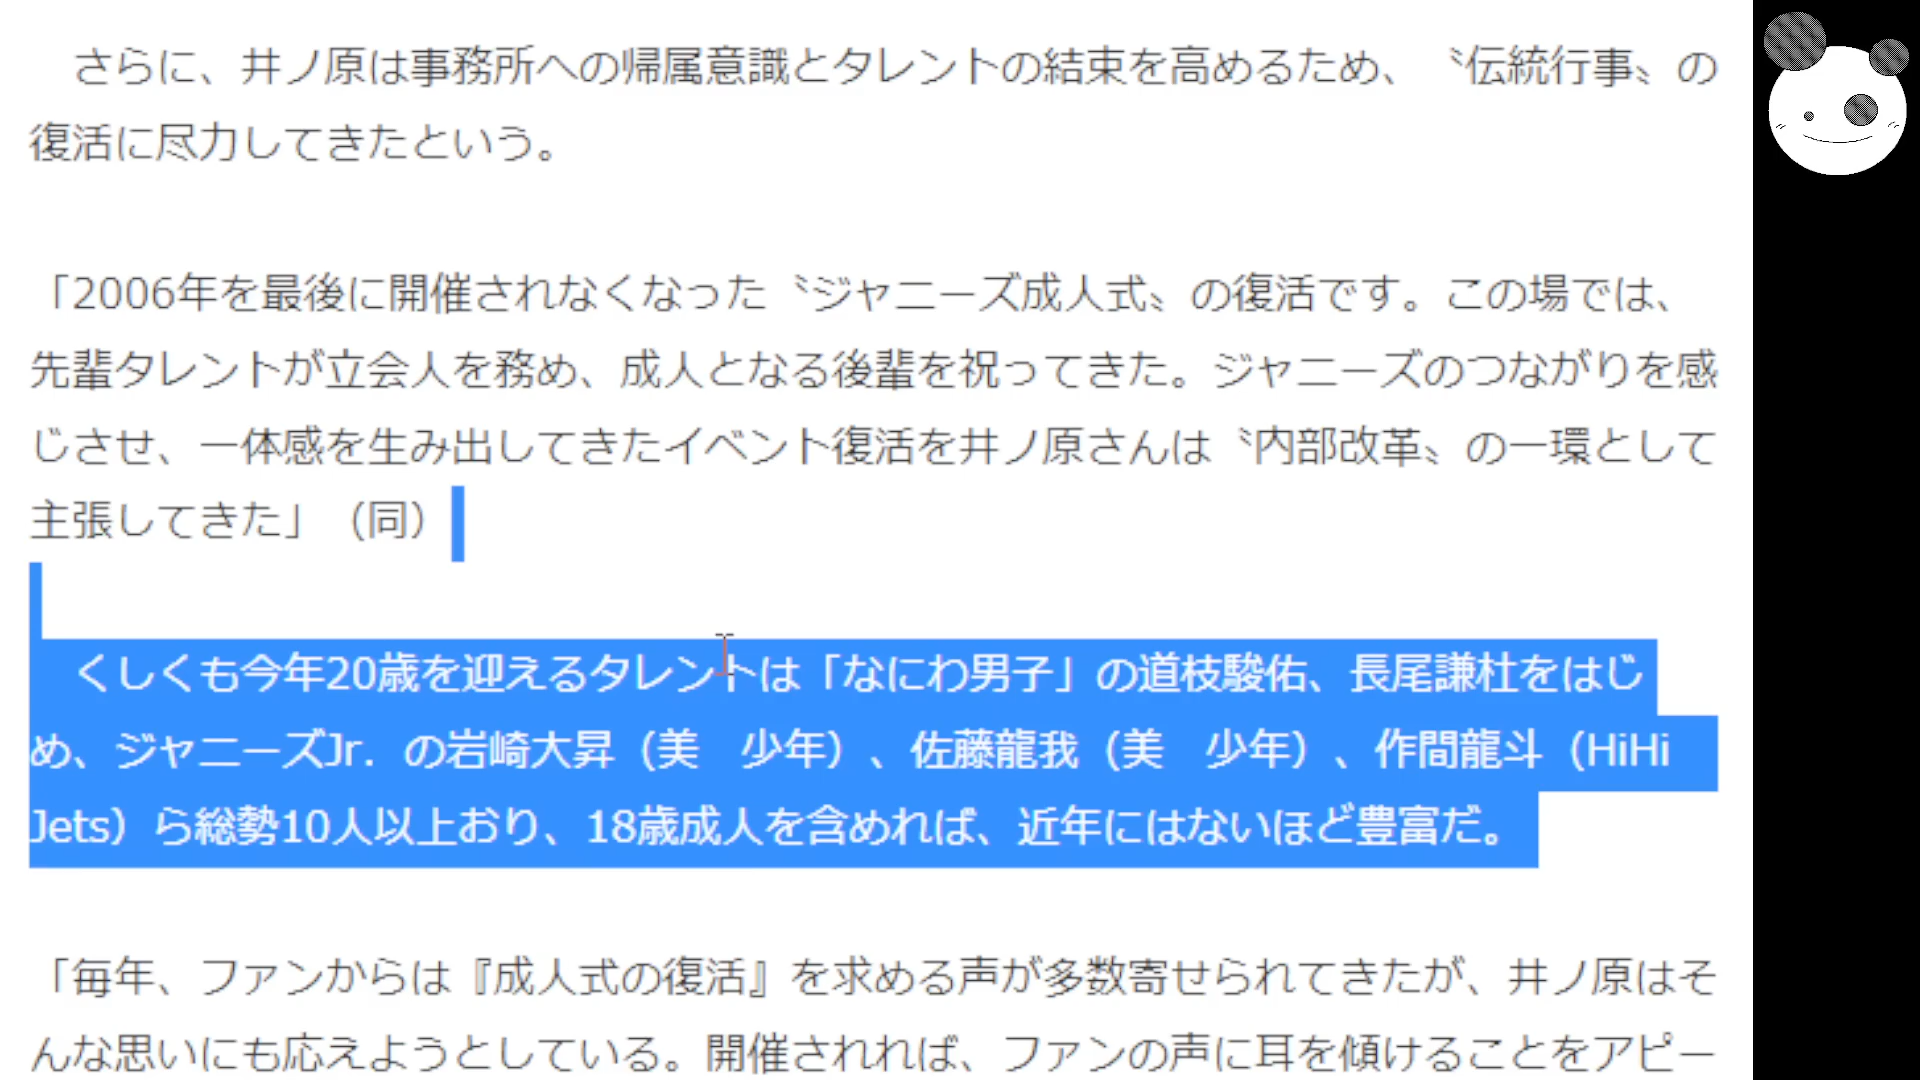 さらに、井ノ原は事務所への帰属意識とタレントの結束を高めるため、〝伝統行事〟の
復活に尽力してきたという。
「2006年を最後に開催されなくなった〝ジャニーズ成人式〟の復活です。この場では、
先輩タレントが立会人を務め、成人となる後輩を祝ってきた。ジャニーズのつながりを感
じさせ、一体感を生み出してきたイベント復活を井ノ原さんは〝内部改革〟の一環として
主張してきた」（同）
くしくも今年20歳を迎えるタレントは「なにわ男子」の道枝駿佑、長尾謙杜をはじ
め、ジャニーズJr．の岩崎大昇（美　少年）、佐藤龍我（美　少年）、作間龍斗（HiHi
Jets）ら総勢10人以上おり、18歳成人を含めれば、近年にはないほど豊富だ。
「毎年、ファンからは『成人式の復活』を求める声が多数寄せられてきたが、井ノ原はそ
んな思いにも応えようとしている。開催されれば、ファンの声に耳を傾けることをアピー